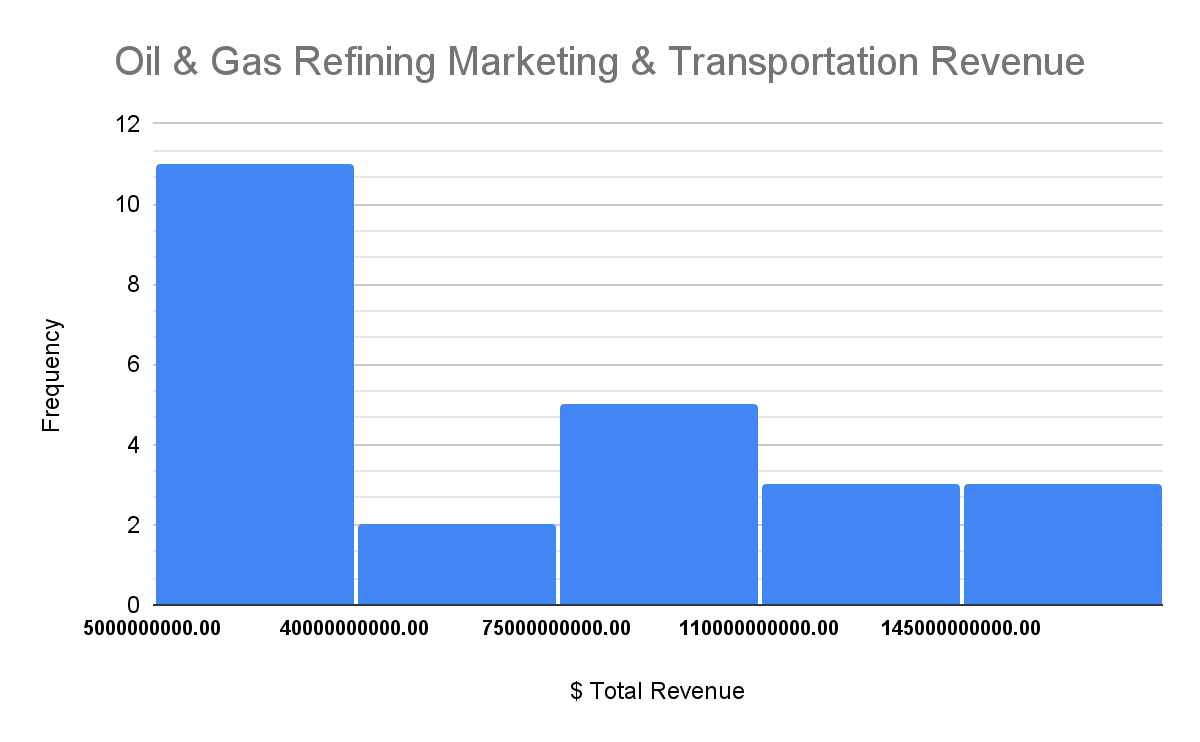 Oil & Gas Refining Marketing & Transportation Revenue
12
10
8
6
4
2
0
Frequency
5000000000.00 40000000000.00 75000000000.00 110000000000.00 145000000000.00
$ Total Revenue